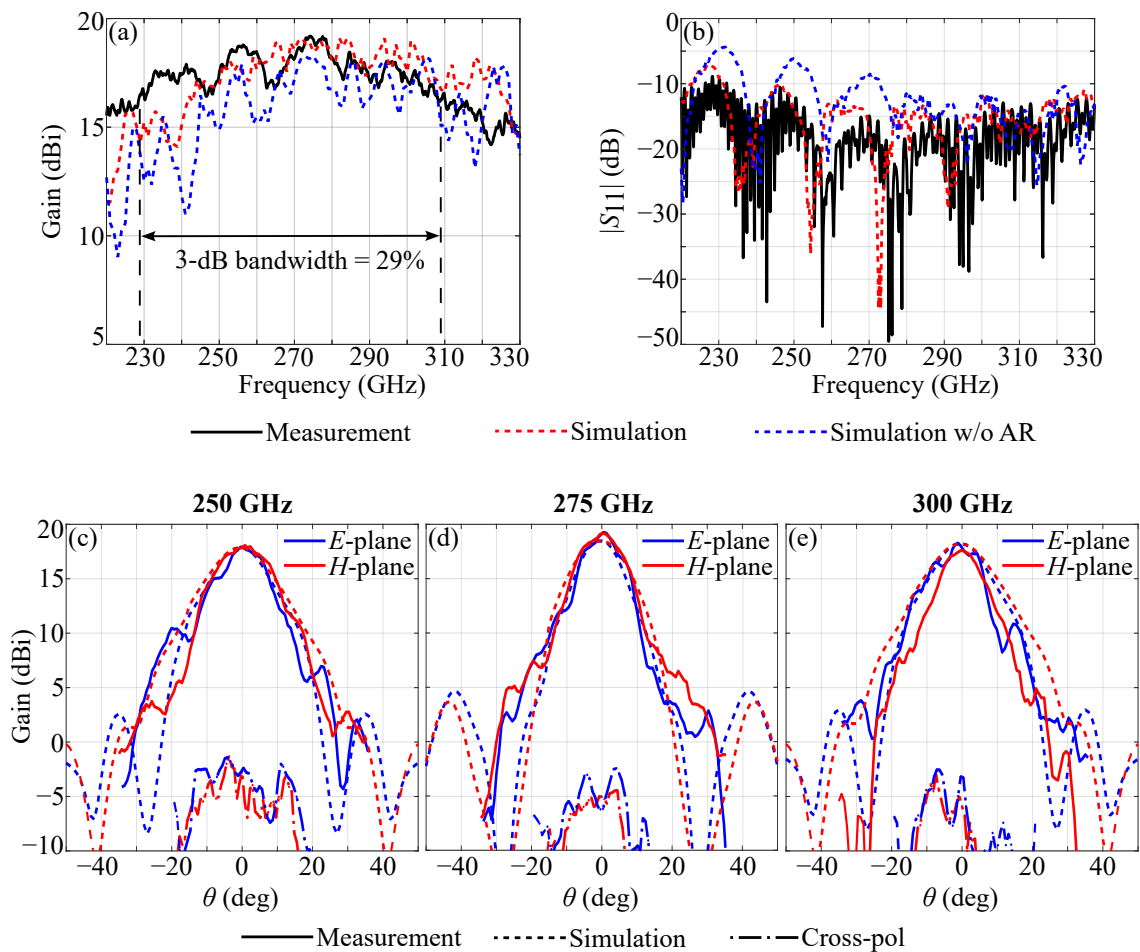 (a)
Gain (dBi)
20
15
10
5
3-dB bandwidth = 29%
230 250 270 290 310 330
Frequency (GHz)
(b)
|S11| (dB)
0
−10
−20
−30
−40
−50
230 250 270 290 310 330
Frequency (GHz)
Measurement Simulation Simulation w/o AR
250 GHz
(c)
E-plane
H-plane
Gain (dBi)
20
15
10
5
0
−5
−10
−40 −20 0 20 40
θ (deg)
275 GHz
(d)
E-plane
H-plane
−40 −20 0 20 40
θ (deg)
300 GHz
(e)
E-plane
H-plane
−40 −20 0 20 40
θ (deg)
Measurement Simulation Cross-pol